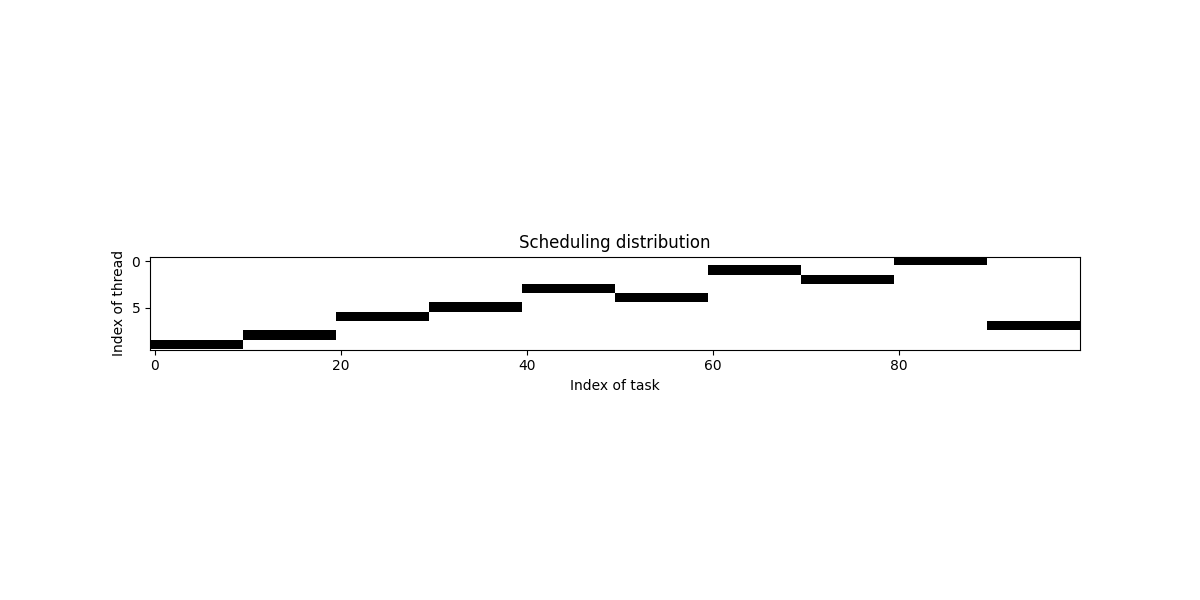 Scheduling distribution
Index of thread
0
5
0 20 40 60 80
Index of task